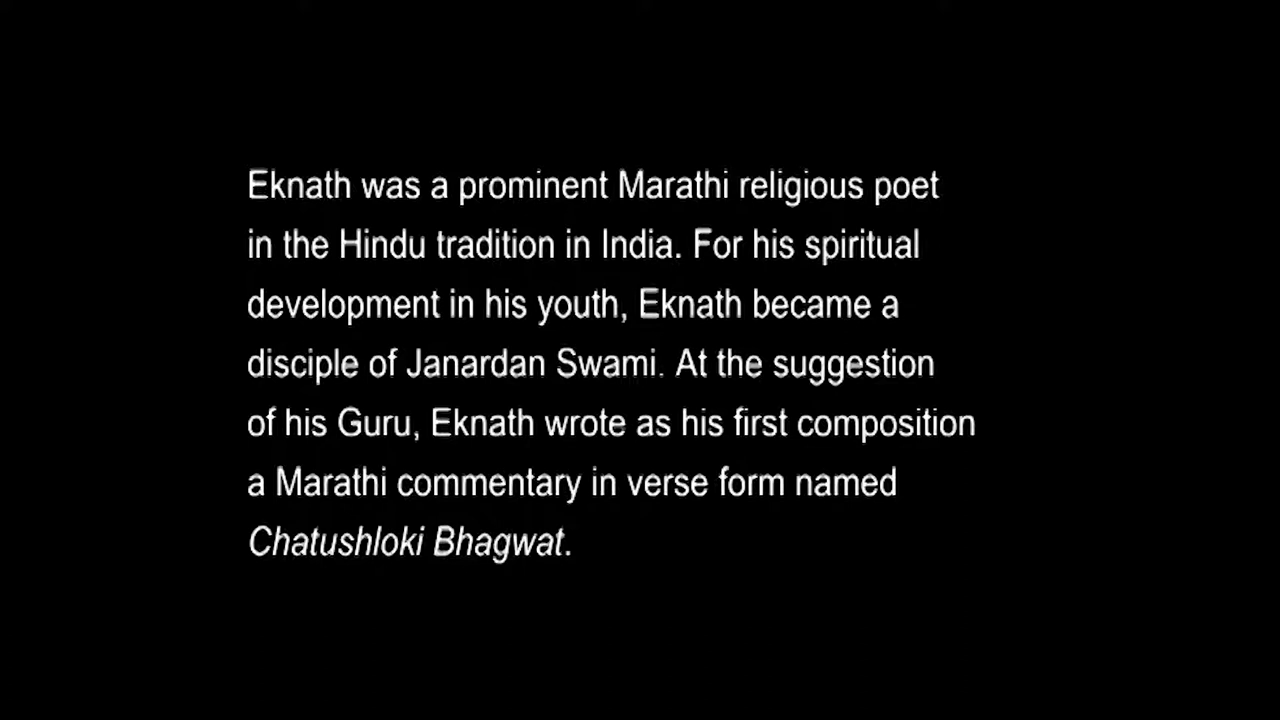 Eknath was a prominent Marathi religious poet
in the Hindu tradition in India. For his spiritual
development in his youth, Eknath became a
disciple of Janardan Swami. At the suggestion
of his Guru, Eknath wrote as his first composition
a Marathi commentary in verse form named
Chatushloki Bhagwat.